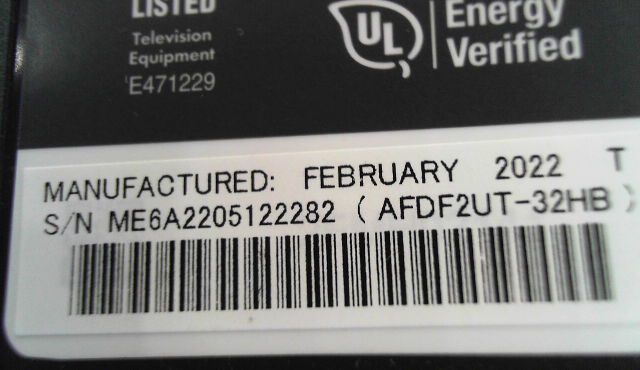 LISTED
Television
Equipment
E471229
UL
Energy
Verified
MANUFACTURED: FEBRUARY 2022 T
S/N ME6A2205122282 ( AFDF2UT-32HB )